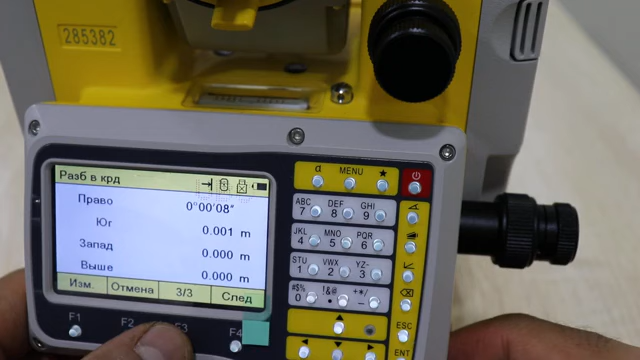 285382
Разб в крд
Право 0°00'08"
Юг 0.001 m
Запад 0.000 m
Выше 0.000 m
Изм. Отмена 3/3 След
F1 F2 F3 F4
α MENU ★
ABC DEF GHI
7 8 9
JKL MNO PQR
4 5 6
STU VWX YZ-
1 2 3
#$% !&@ +*/
0 • −
ESC
ENT